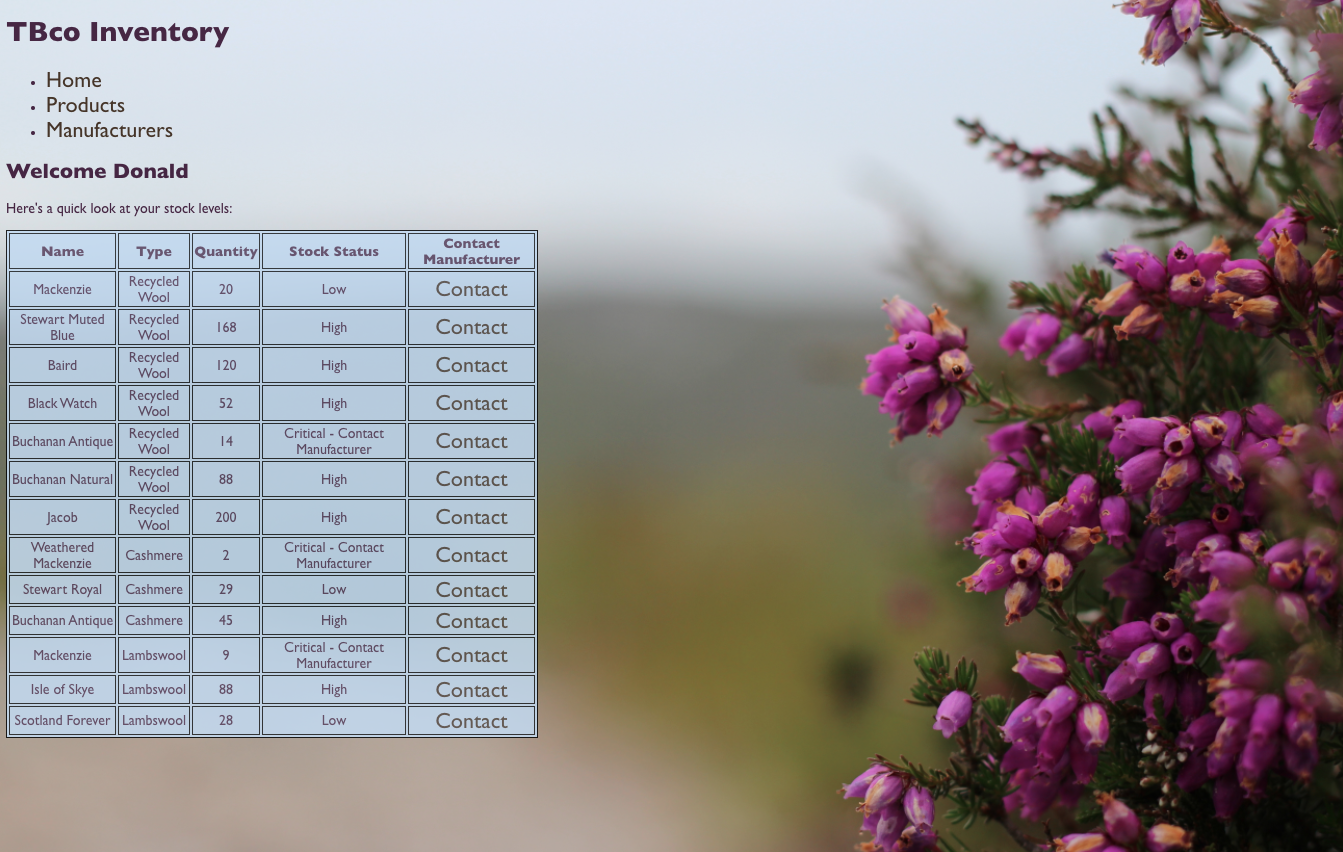 TBco Inventory
Home
Products
Manufacturers
Welcome Donald
Here's a quick look at your stock levels:
Name Type Quantity Stock Status Contact Manufacturer
Mackenzie Recycled Wool 20 Low Contact
Stewart Muted Blue Recycled Wool 168 High Contact
Baird Recycled Wool 120 High Contact
Black Watch Recycled Wool 52 High Contact
Buchanan Antique Recycled Wool 14 Critical - Contact Manufacturer Contact
Buchanan Natural Recycled Wool 88 High Contact
Jacob Recycled Wool 200 High Contact
Weathered Mackenzie Cashmere 2 Critical - Contact Manufacturer Contact
Stewart Royal Cashmere 29 Low Contact
Buchanan Antique Cashmere 45 High Contact
Mackenzie Lambswool 9 Critical - Contact Manufacturer Contact
Isle of Skye Lambswool 88 High Contact
Scotland Forever Lambswool 28 Low Contact